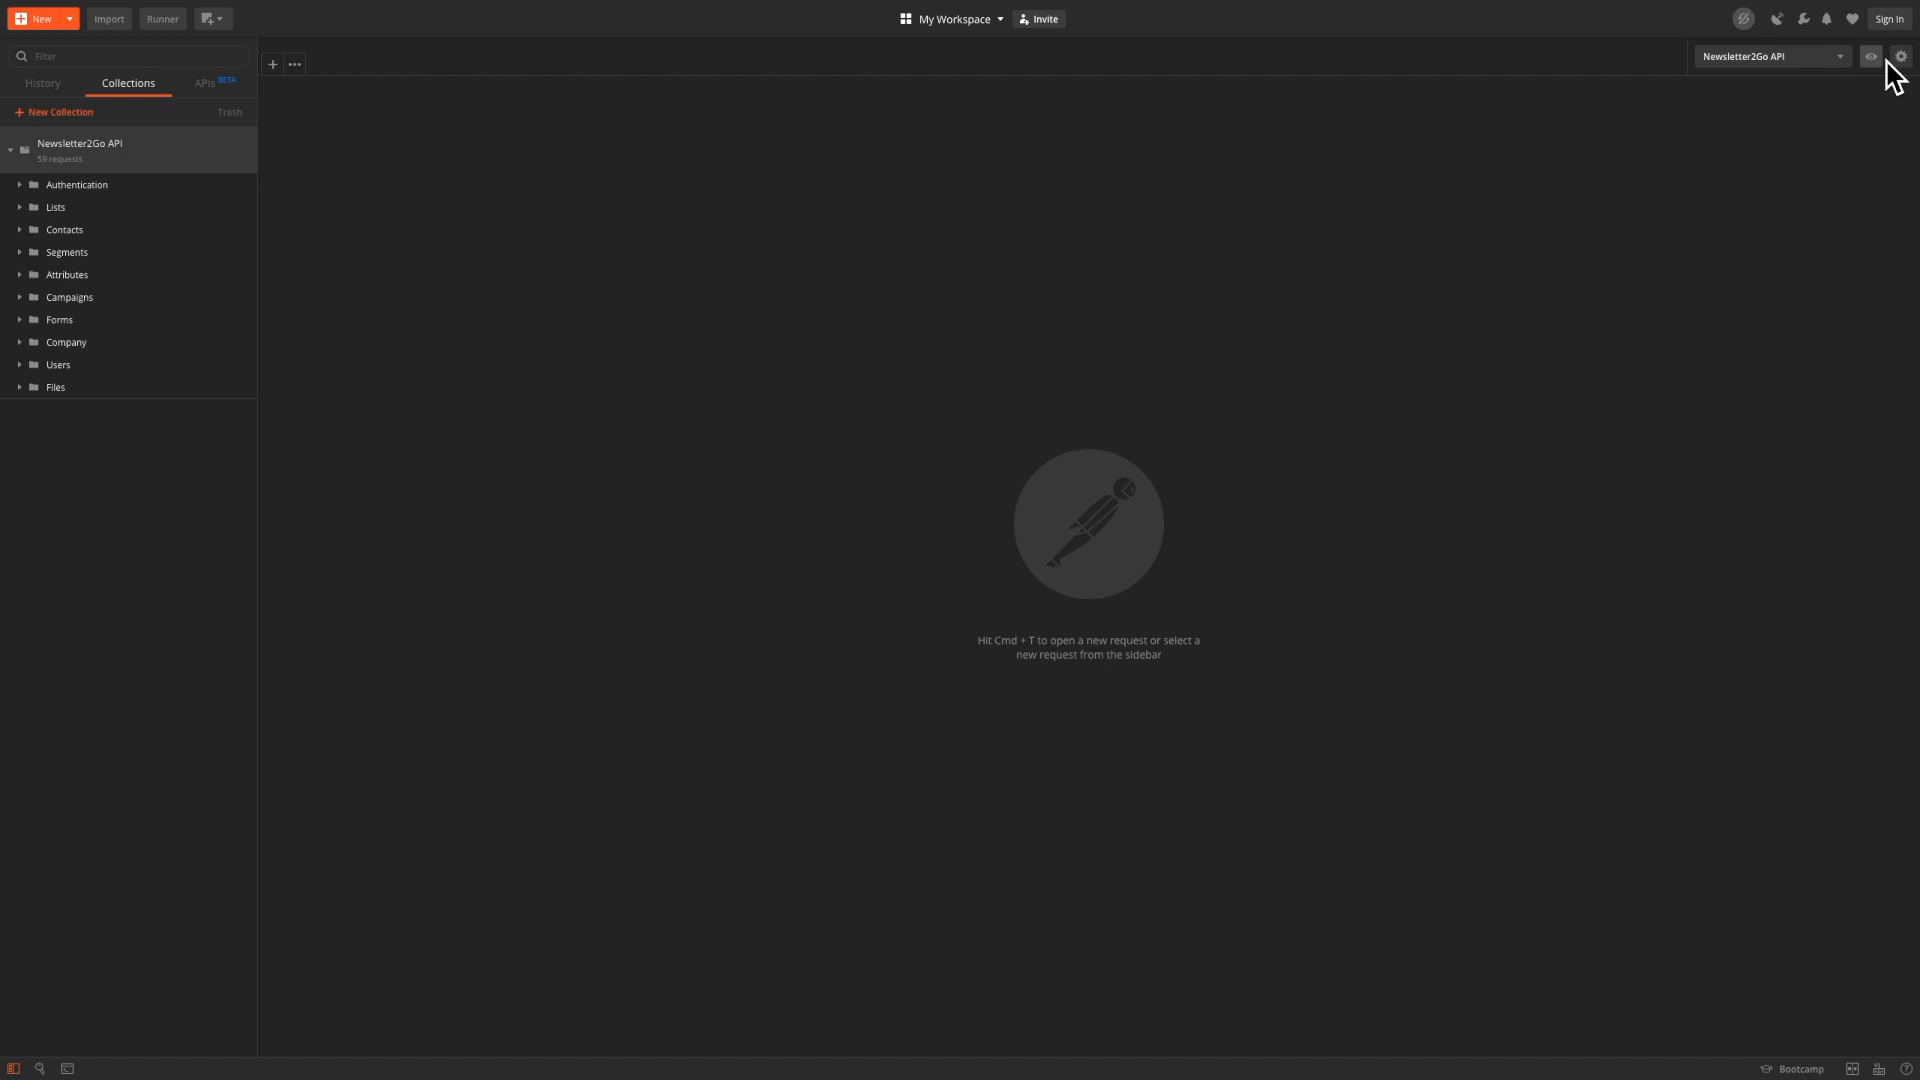 New
Import
Runner
My Workspace
Invite
Sign In
Filter
Newsletter2Go API
History
Collections
APIs BETA
New Collection
Trash
Newsletter2Go API
59 requests
Authentication
Lists
Contacts
Segments
Attributes
Campaigns
Forms
Company
Users
Files
Hit Cmd + T to open a new request or select a
new request from the sidebar
Bootcamp